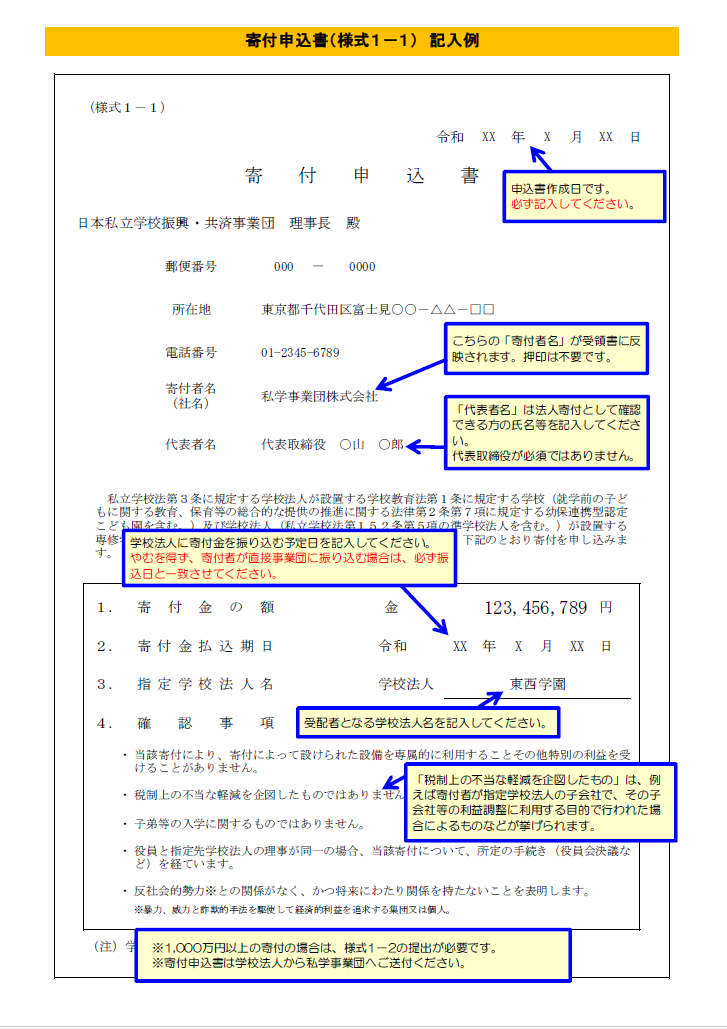 寄付申込書(様式1-1) 記入例
(様式1-1)
令和 XX 年 X 月 XX 日
寄付申込書
申込書作成日です。
必ず記入してください。
日本私立学校振興・共済事業団 理事長 殿
郵便番号 000 - 0000
所在地 東京都千代田区富士見〇〇-△△-□□
こちらの「寄付者名」が受領書に反
映されます。押印は不要です。
電話番号 01-2345-6789
寄付者名
(社名)
私学事業団株式会社
「代表者名」は法人寄付として確認
できる方の氏名等を記入してくださ
い。
代表取締役が必須ではありません。
代表者名 代表取締役 〇山 〇郎
私立学校法第3条に規定する学校法人が設置する学校教育法第1条に規定する学校(就学前の子ど
もに関する教育、保育等の総合的な提供の推進に関する法律第2条第7項に規定する幼保連携型認定
こども園を含む。)及び学校法人(私立学校法第152条第5項の準学校法人を含む。)が設置する
専修
下記のとおり寄付を申し込みま
す。
学校法人に寄付金を振り込む予定日を記入してください。
やむを得ず、寄付者が直接事業団に振り込む場合は、必ず振
込日と一致させてください。
1. 寄付金の額 金 123,456,789 円
2. 寄付金払込期日 令和 XX 年 X 月 XX 日
3. 指定学校法人名 学校法人 東西学園
4. 確認事項
受配者となる学校法人名を記入してください。
・当該寄付により、寄付によって設けられた設備を専属的に利用することその他特別の利益を受
けることがありません。
・税制上の不当な軽減を企図したものではありません
「税制上の不当な軽減を企図したもの」は、例
えば寄付者が指定学校法人の子会社で、その子
会社等の利益調整に利用する目的で行われた場
合によるものなどが挙げられます。
・子弟等の入学に関するものではありません。
・役員と指定先学校法人の理事が同一の場合、当該寄付について、所定の手続き(役員会決議な
ど)を経ています。
・反社会的勢力※との関係がなく、かつ将来にわたり関係を持たないことを表明します。
※暴力、威力と詐欺的手法を駆使して経済的利益を追求する集団又は個人。
(注)学
※1,000万円以上の寄付の場合は、様式1-2の提出が必要です。
※寄付申込書は学校法人から私学事業団へご送付ください。